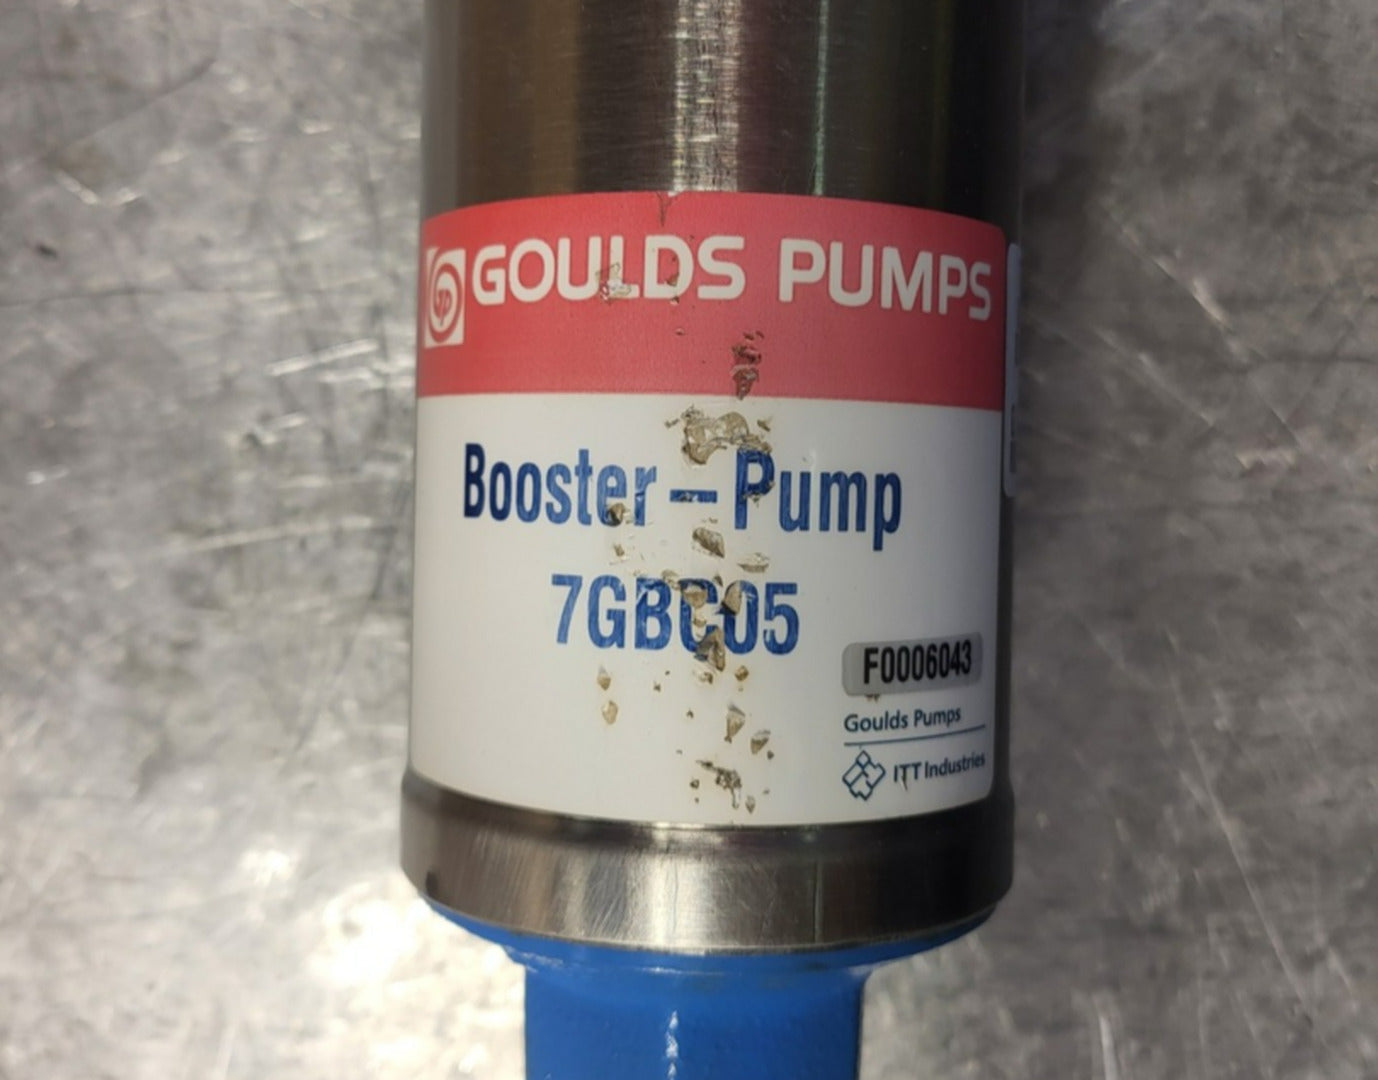 GOULDS PUMPS
Booster - Pump
7GBC05
F0006043
Goulds Pumps
ITT Industries